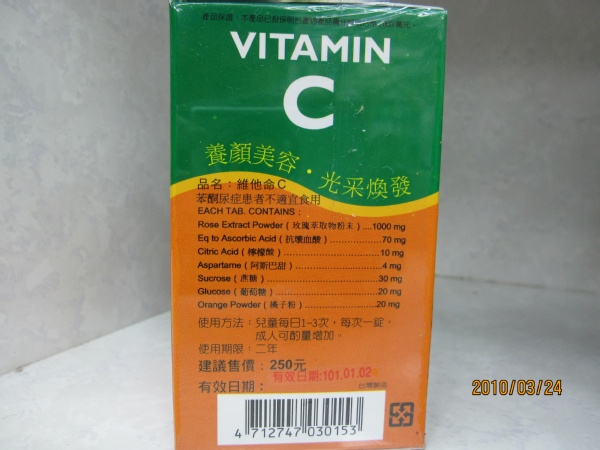 VITAMIN
C
養顏美容・光采煥發
品名：維他命C
苯酮尿症患者不適宜食用
EACH TAB. CONTAINS :
Rose Extract Powder ( 玫瑰萃取物粉末 ) ....1000 mg
Eq to Ascorbic Acid ( 抗壞血酸 ) .................70 mg
Citric Acid ( 檸檬酸 ) .................10 mg
Aspartame ( 阿斯巴甜 ) .................4 mg
Sucrose ( 蔗糖 ) .................30 mg
Glucose ( 葡萄糖 ) .................20 mg
Orange Powder ( 橘子粉 ) .................20 mg
使用方法：兒童每日1-3次，每次一錠，
成人可酌量增加。
使用期限：二年
建議售價：250元
有效日期：
有效日期:101.01.02
台灣製造
4 712747 030153
2010/03/24